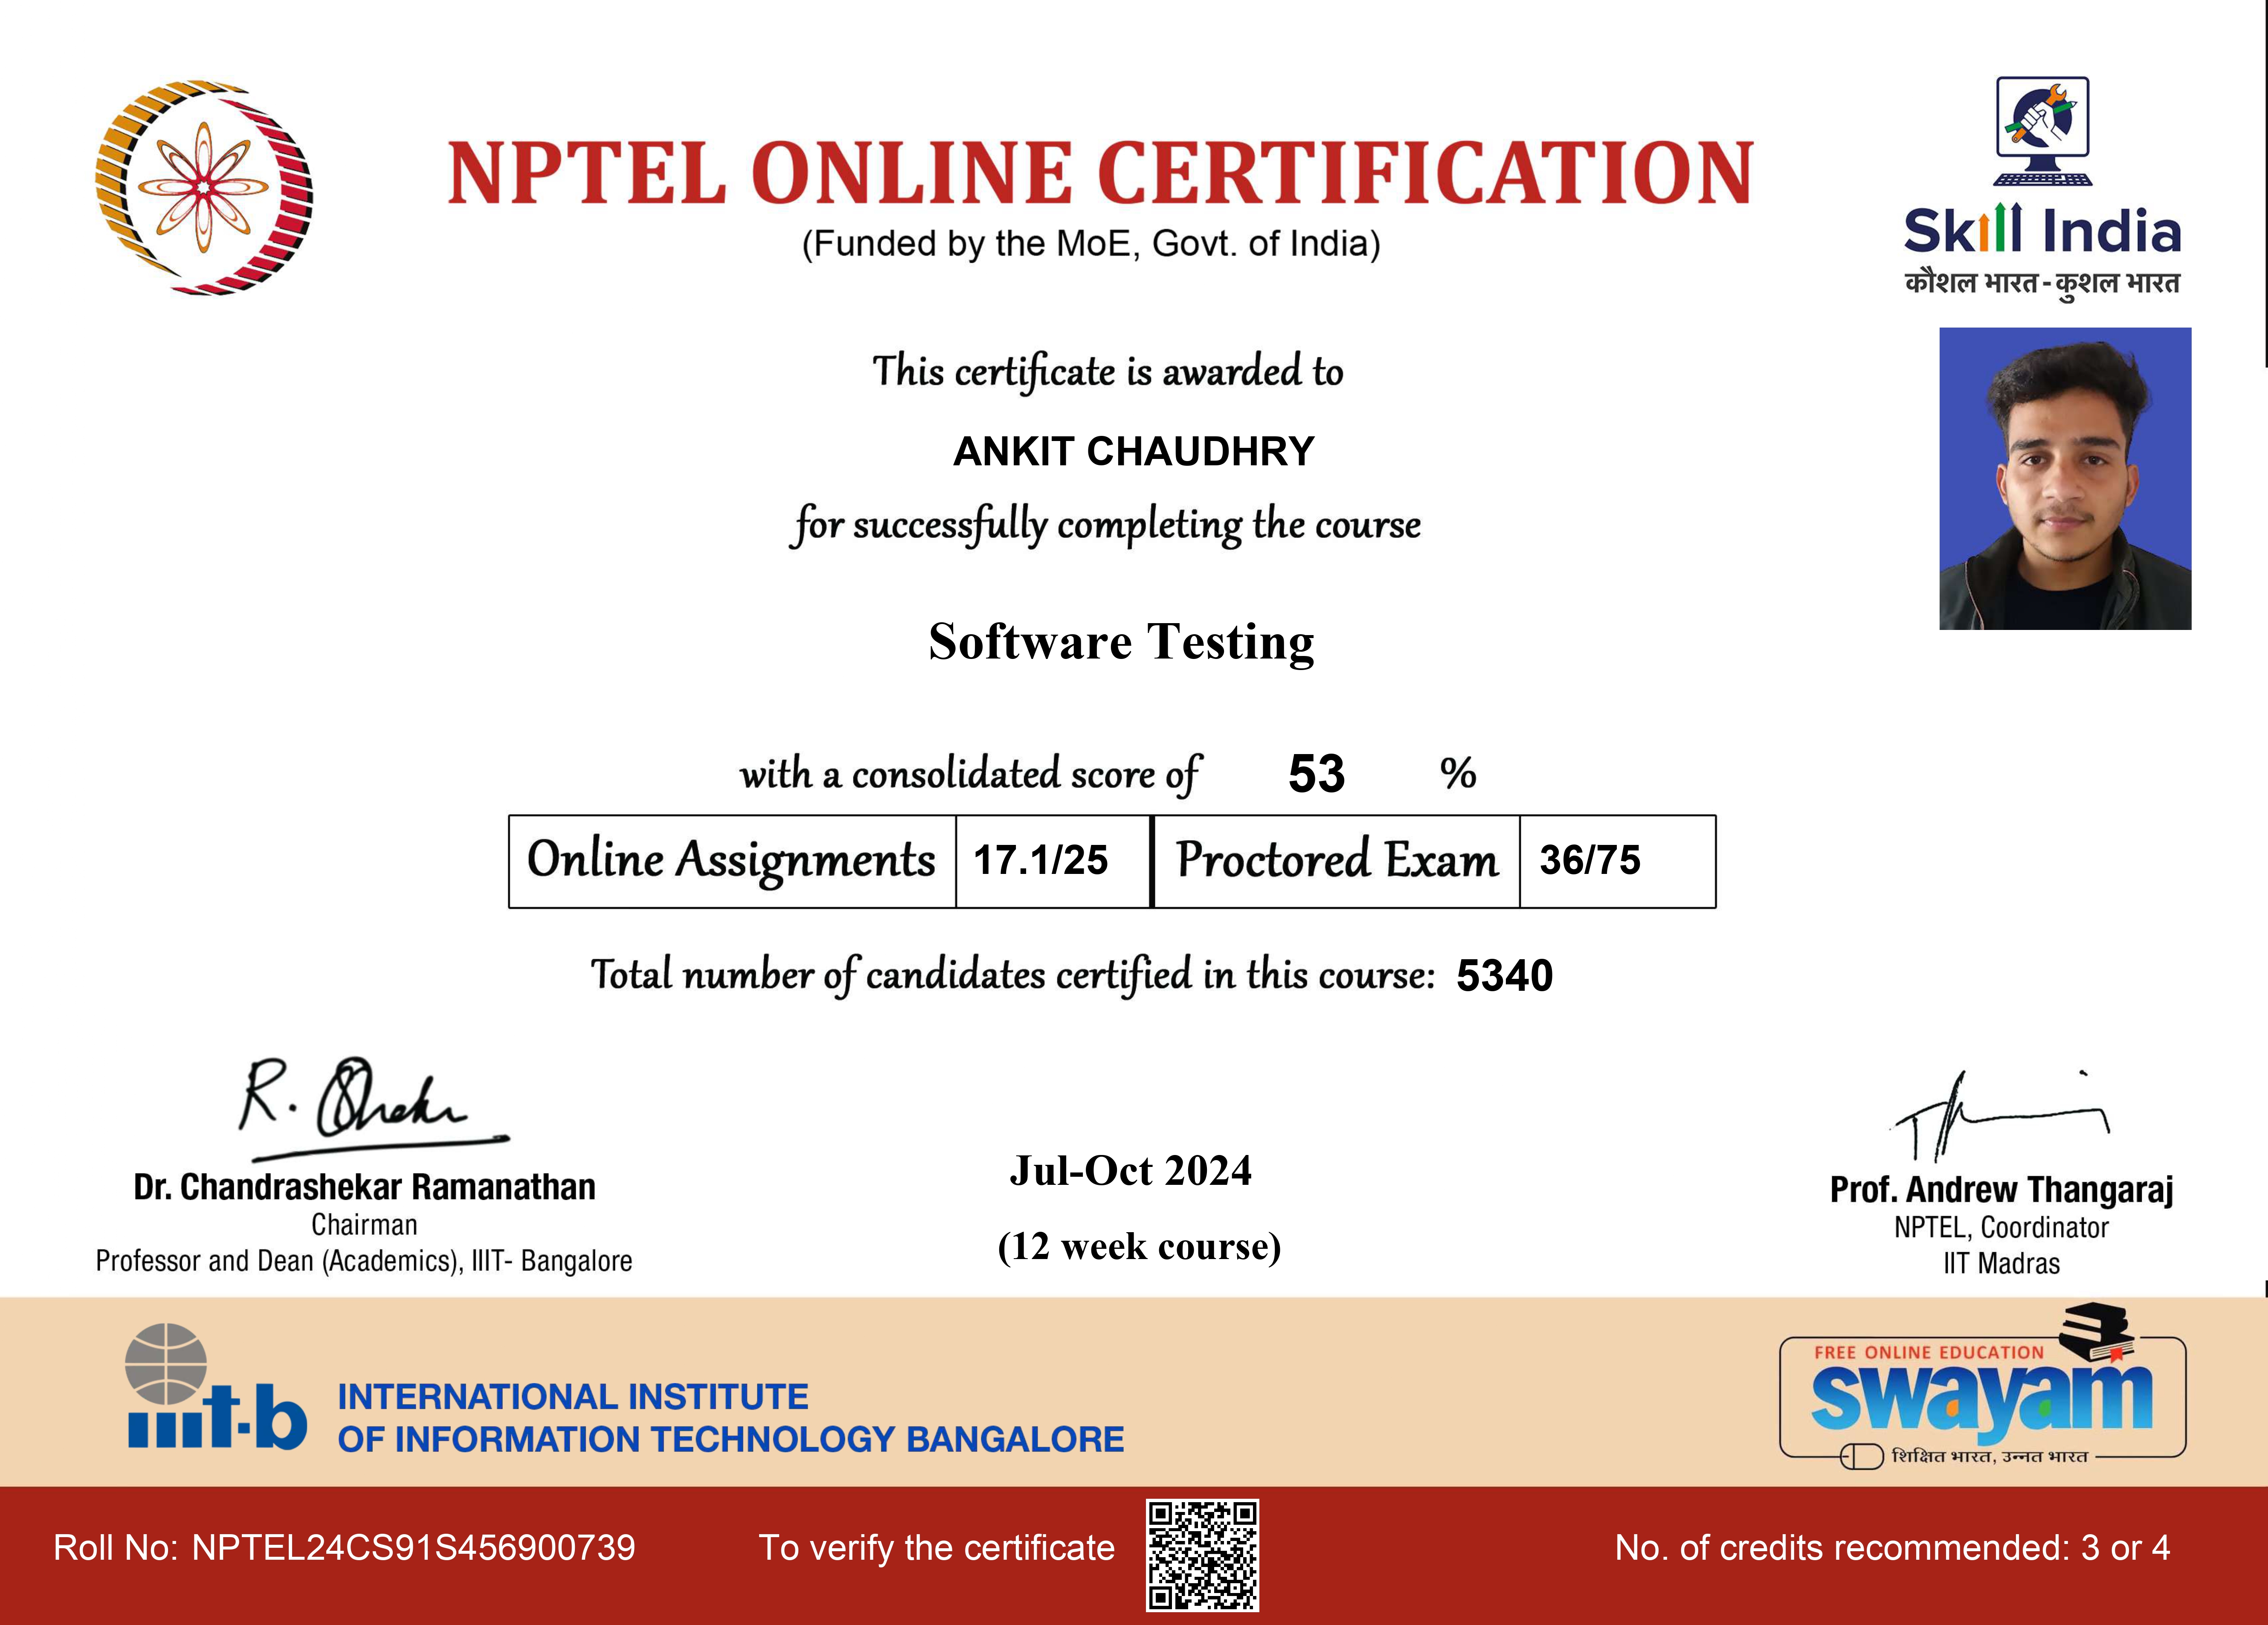 NPTEL ONLINE CERTIFICATION
(Funded by the MoE, Govt. of India)
Skill India
कौशल भारत - कुशल भारत
This certificate is awarded to
ANKIT CHAUDHRY
for successfully completing the course
Software Testing
with a consolidated score of 53 %
Online Assignments 17.1/25 Proctored Exam 36/75
Total number of candidates certified in this course: 5340
Dr. Chandrashekar Ramanathan
Chairman
Professor and Dean (Academics), IIIT- Bangalore
Jul-Oct 2024
(12 week course)
Prof. Andrew Thangaraj
NPTEL, Coordinator
IIT Madras
iiit-b
INTERNATIONAL INSTITUTE
OF INFORMATION TECHNOLOGY BANGALORE
FREE ONLINE EDUCATION
swayam
शिक्षित भारत, उन्नत भारत
Roll No: NPTEL24CS91S456900739
To verify the certificate
No. of credits recommended: 3 or 4